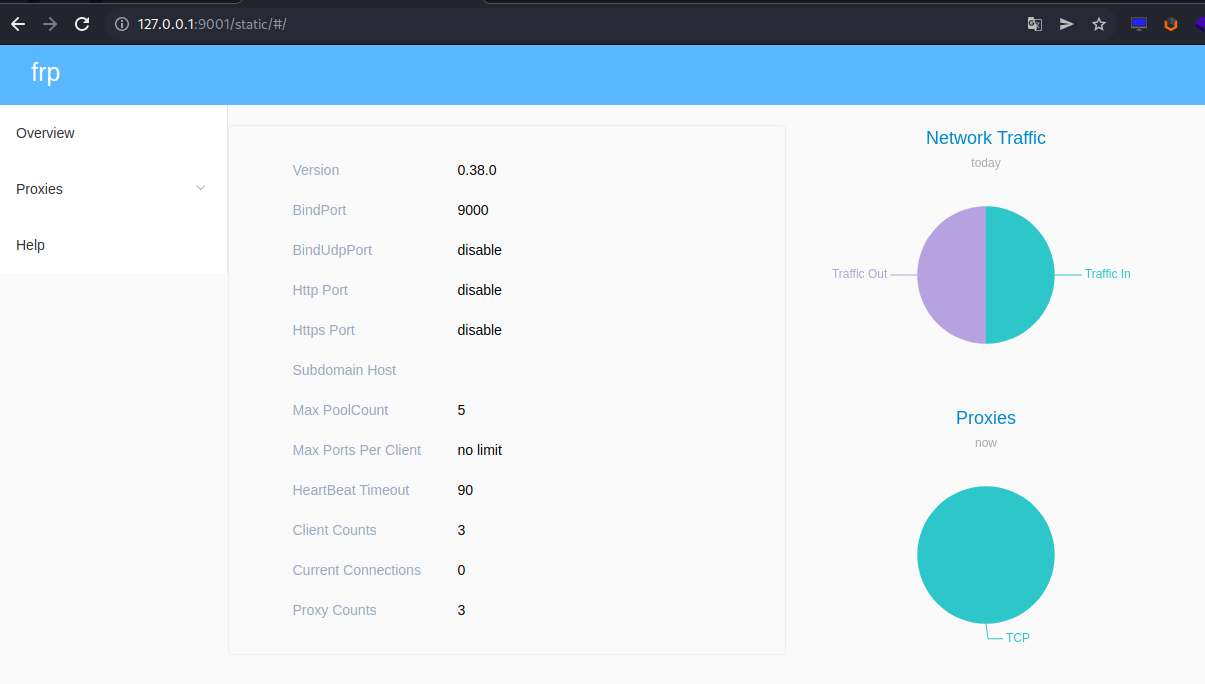 127.0.0.1:9001/static/#/
frp
Overview
Proxies
Help
Version 0.38.0
BindPort 9000
BindUdpPort disable
Http Port disable
Https Port disable
Subdomain Host
Max PoolCount 5
Max Ports Per Client no limit
HeartBeat Timeout 90
Client Counts 3
Current Connections 0
Proxy Counts 3
Network Traffic
today
Traffic Out
Traffic In
Proxies
now
TCP